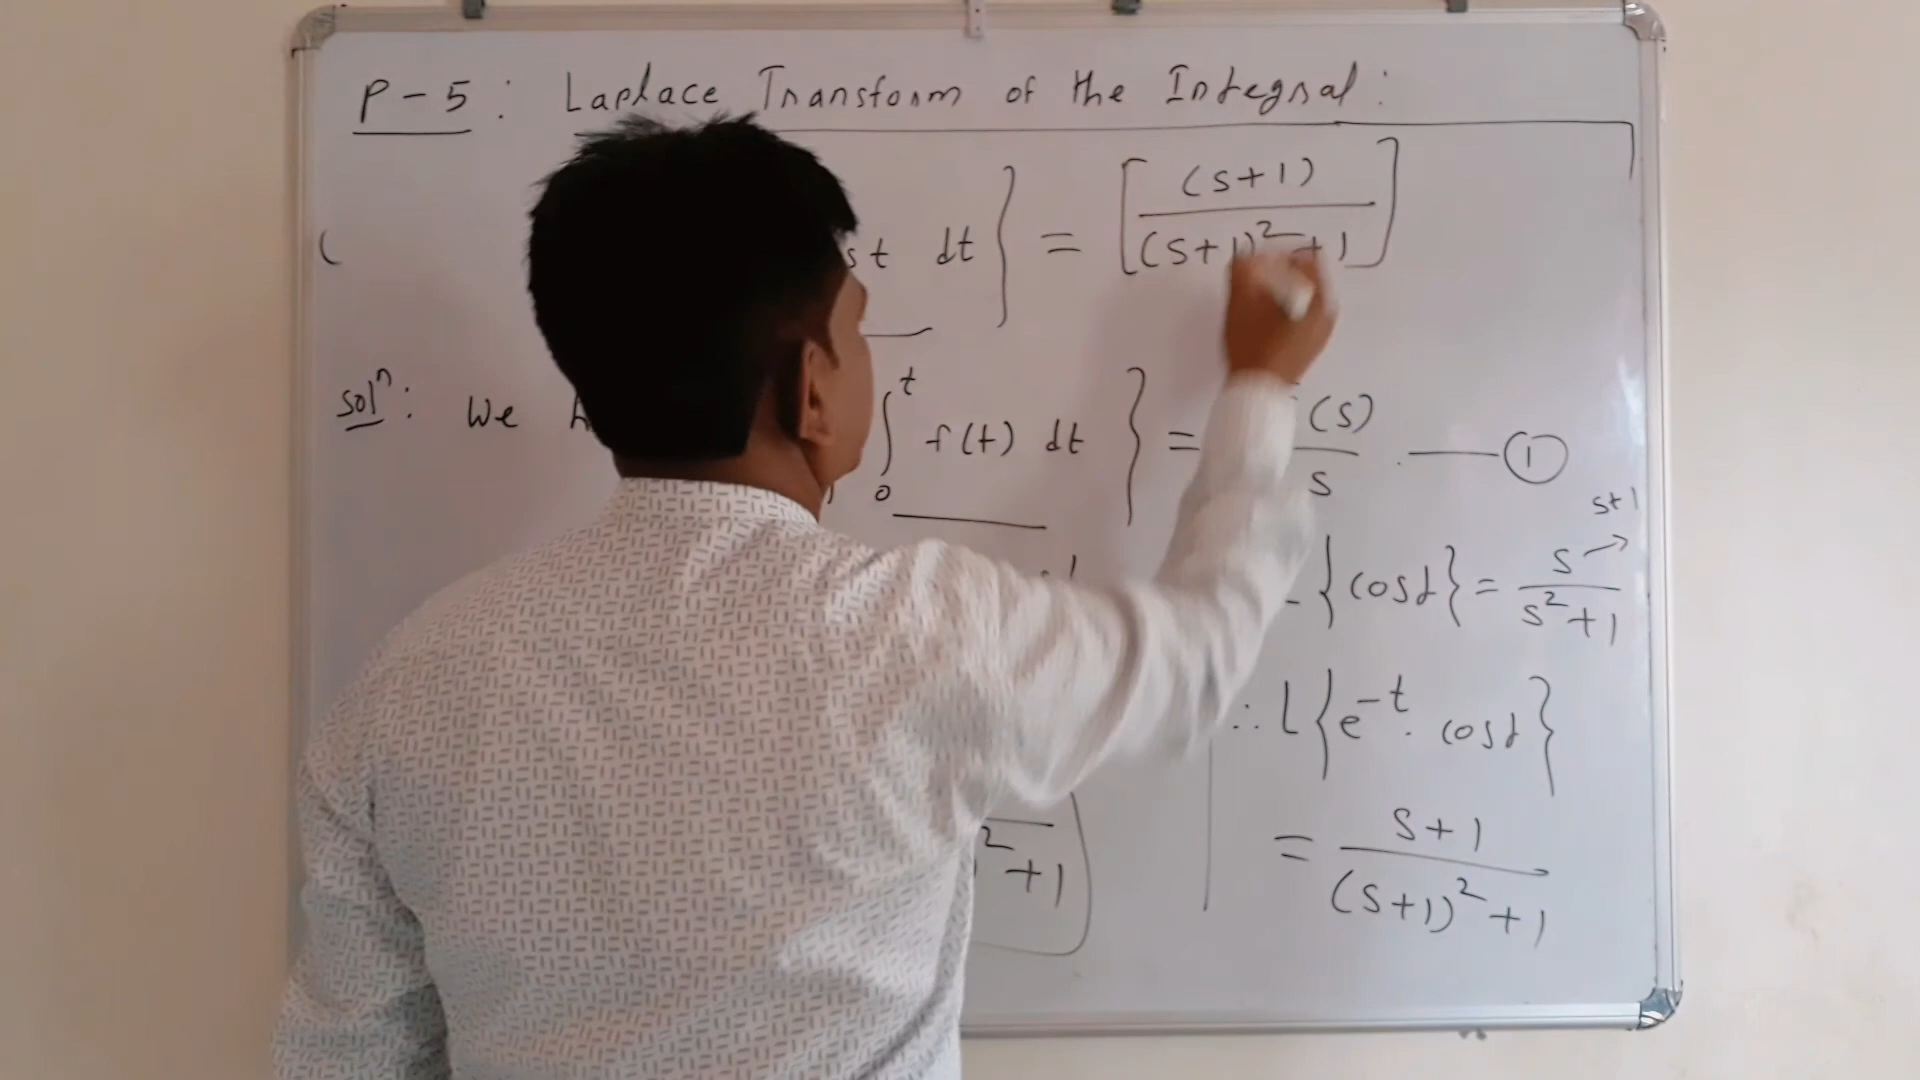 P-5 : Laplace Transform of the Integral :
( st dt } = [ (s+1) / (s+1)² + 1 ]
solⁿ : We ∫₀ᵗ f(t) dt } = (s) / s . —— ①
s+1
{ cost } = s → / s² + 1
∴ L { e⁻ᵗ . cost }
² + 1
= s+1 / (s+1)² + 1